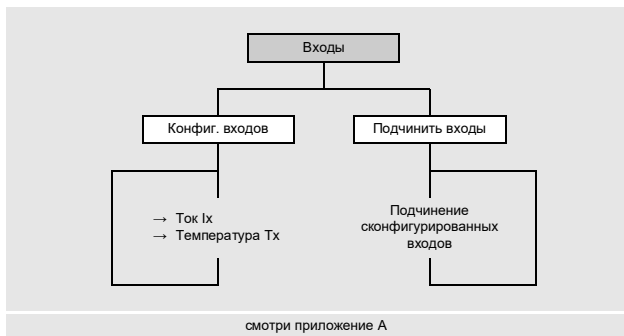 Входы
Конфиг. входов
Подчинить входы
→ Ток Ix
→ Температура Tx
Подчинение
сконфигурированных
входов
смотри приложение А